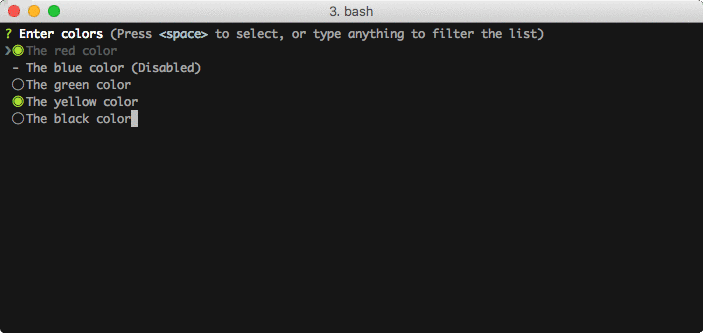 3. bash
? Enter colors (Press <space> to select, or type anything to filter the list)
❯◉The red color
- The blue color (Disabled)
◯The green color
◉The yellow color
◯The black color